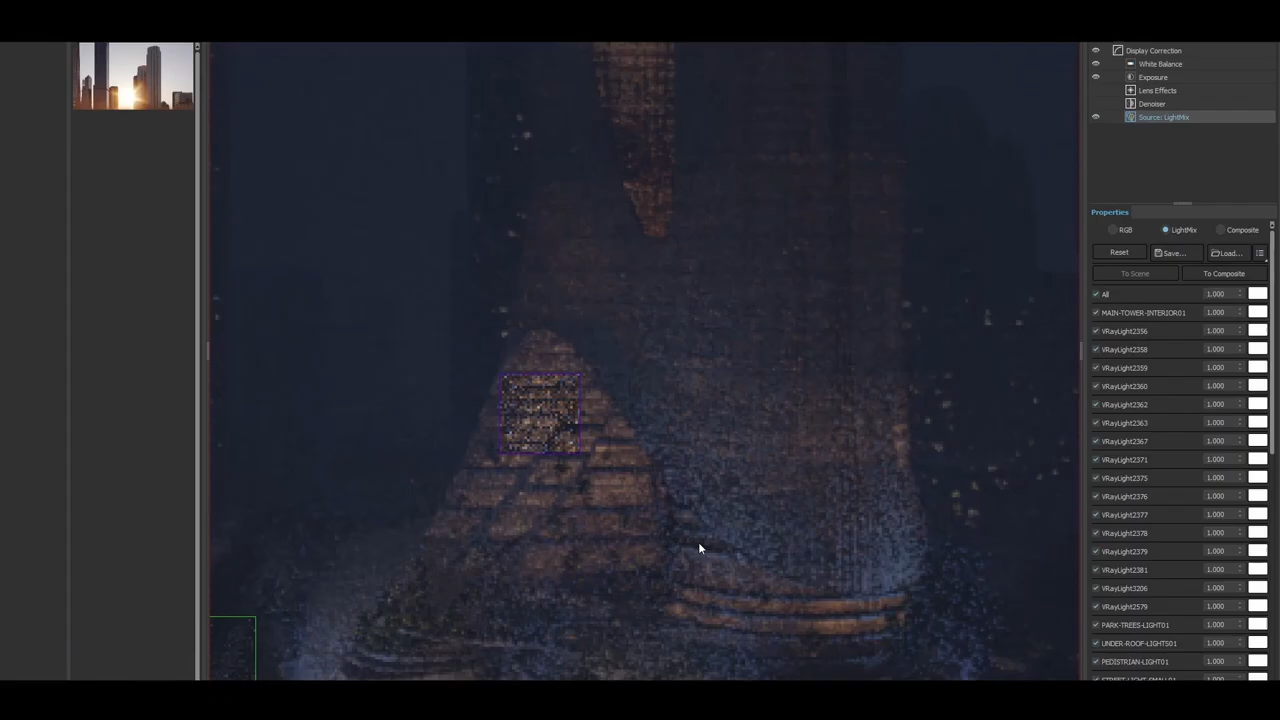 Display Correction
White Balance
Exposure
Lens Effects
Denoiser
Source: LightMix
Properties
RGB LightMix Composite
Reset Save... Load...
To Scene To Composite
All 1.000
MAIN-TOWER-INTERIOR01 1.000
VRayLight2356 1.000
VRayLight2358 1.000
VRayLight2359 1.000
VRayLight2360 1.000
VRayLight2362 1.000
VRayLight2363 1.000
VRayLight2367 1.000
VRayLight2371 1.000
VRayLight2375 1.000
VRayLight2376 1.000
VRayLight2377 1.000
VRayLight2378 1.000
VRayLight2379 1.000
VRayLight2381 1.000
VRayLight3206 1.000
VRayLight2579 1.000
PARK-TREES-LIGHT01 1.000
UNDER-ROOF-LIGHTS01 1.000
PEDISTRIAN-LIGHT01 1.000